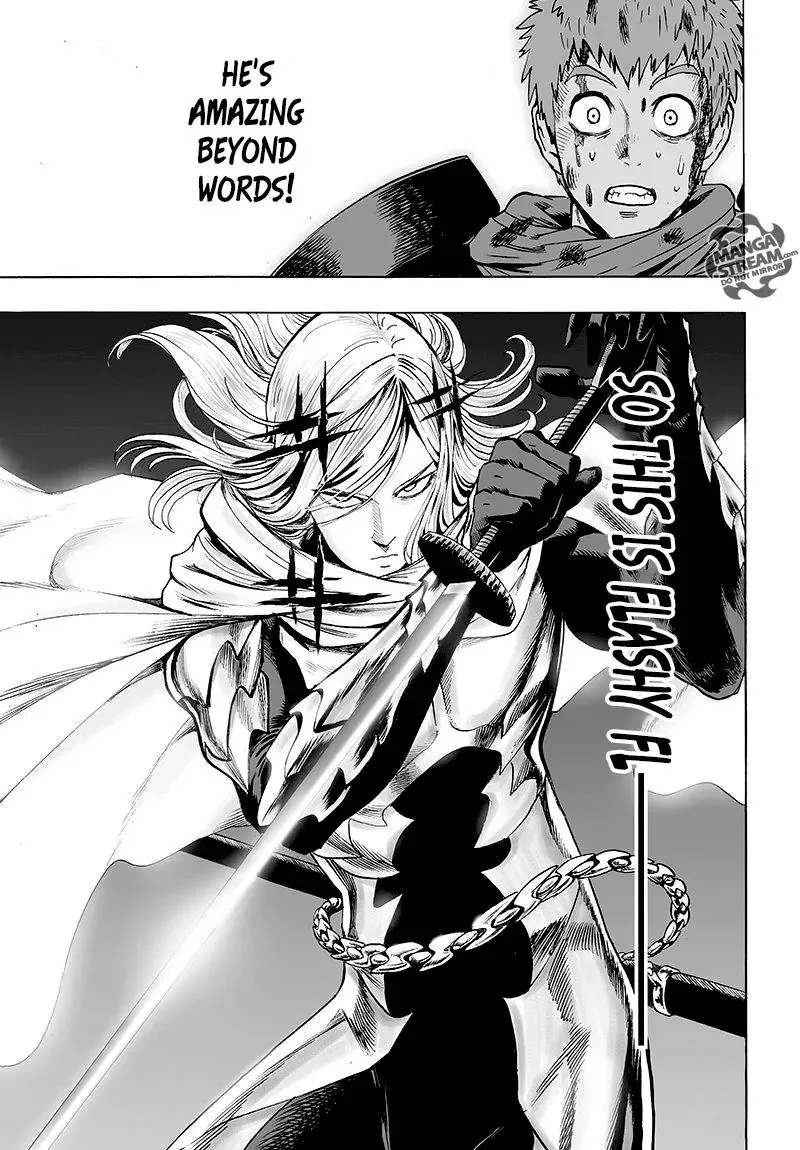 HE'S
AMAZING
BEYOND
WORDS!
MANGA
STREAM.com
DO NOT MIRROR
SO THIS IS FLASHY FL—